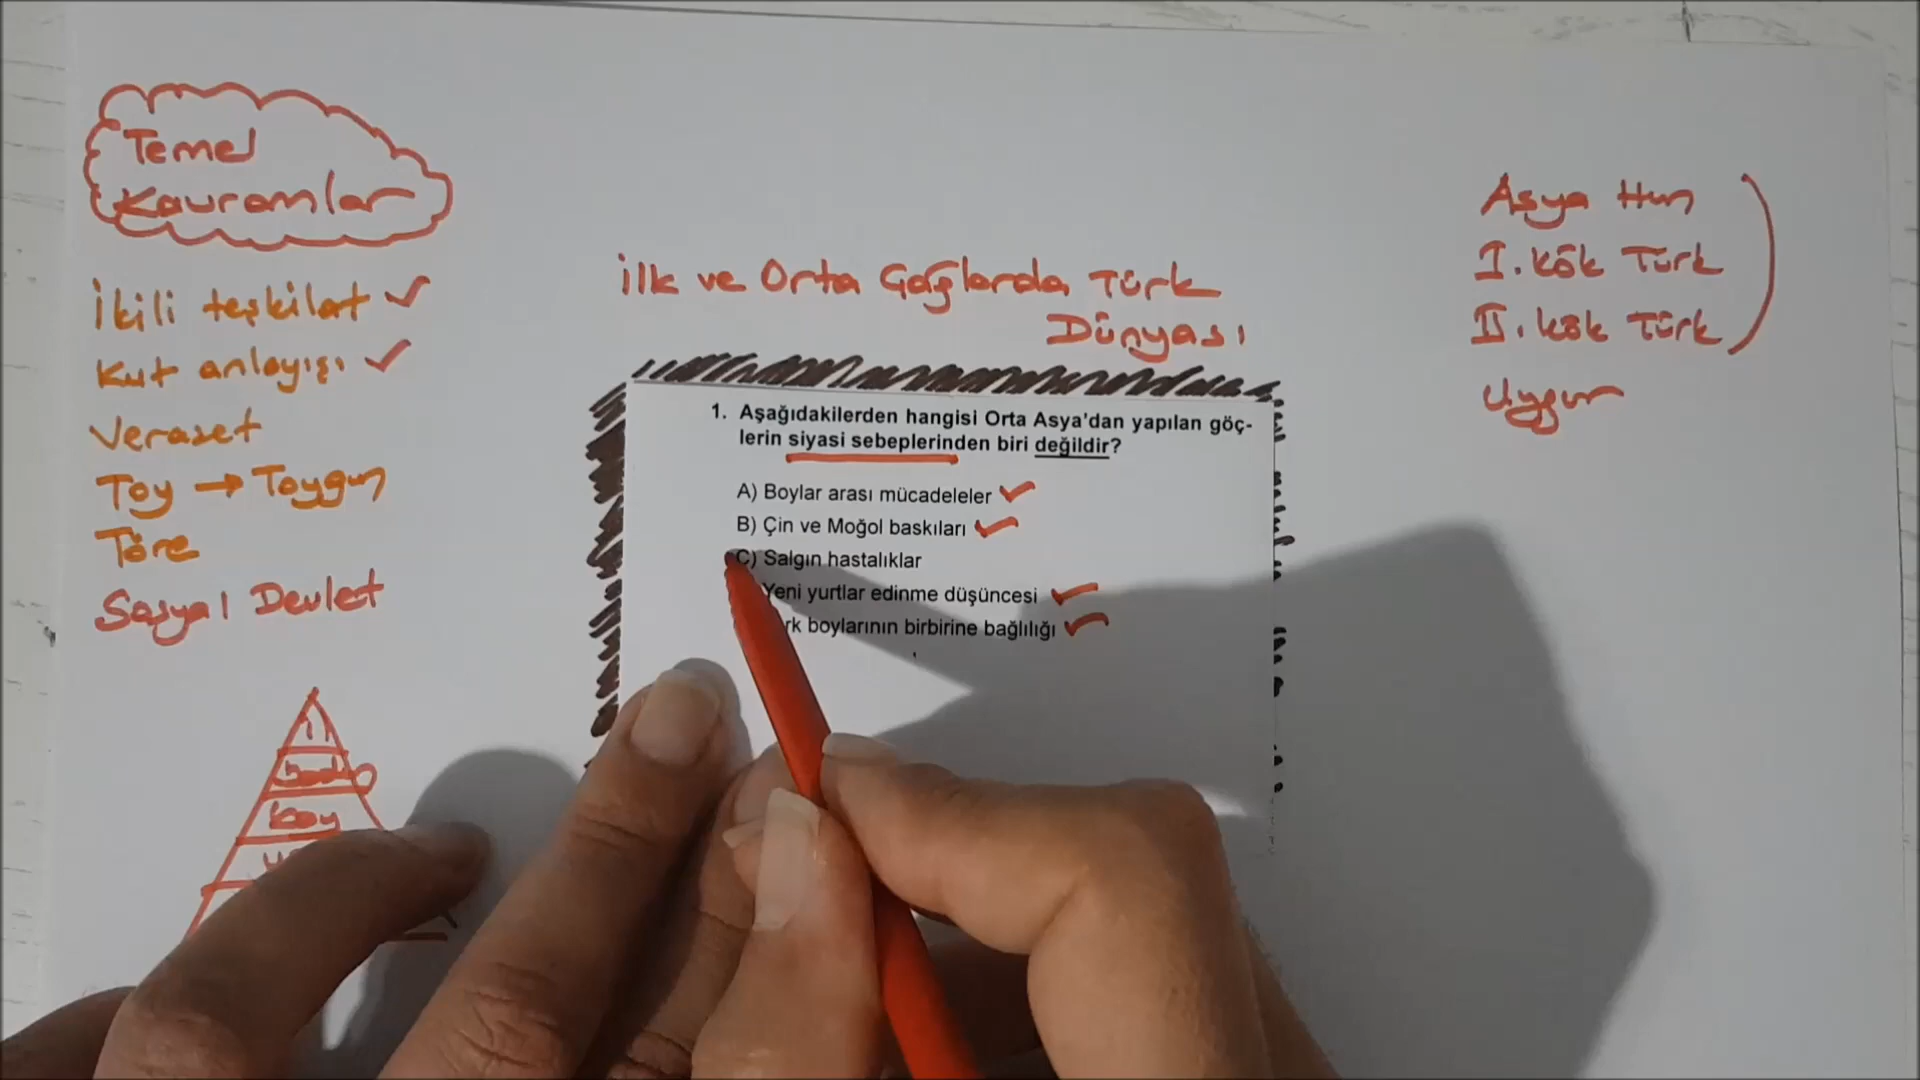 Temel
Kavramlar
İkili teşkilat ✓
Kut anlayışı ✓
Veraset
Toy → Toygun
Töre
Sosyal Devlet
boy
İlk ve Orta Çağlarda Türk
Dünyası
1. Aşağıdakilerden hangisi Orta Asya'dan yapılan göç-
lerin siyasi sebeplerinden biri değildir?
A) Boylar arası mücadeleler ✓
B) Çin ve Moğol baskıları ✓
C) Salgın hastalıklar
Yeni yurtlar edinme düşüncesi ✓
rk boylarının birbirine bağlılığı ✓
Asya Hun
I. Kök Türk
II. Kök Türk
Uygur